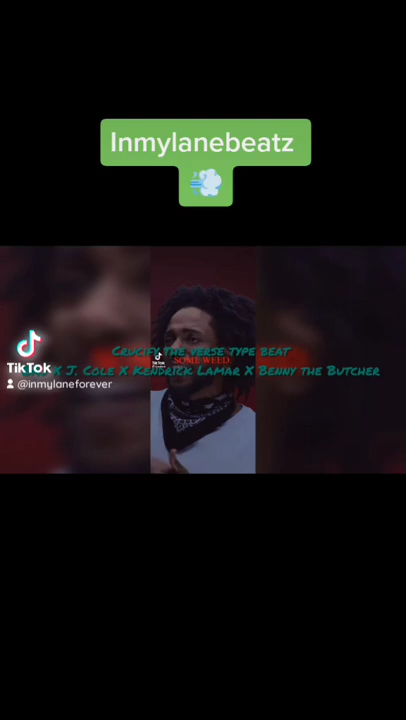 Inmylanebeatz
Crucify the verse type beat
SOME WEED.
X J. Cole X Kendrick Lamar X Benny the Butcher
TikTok
@inmylaneforever